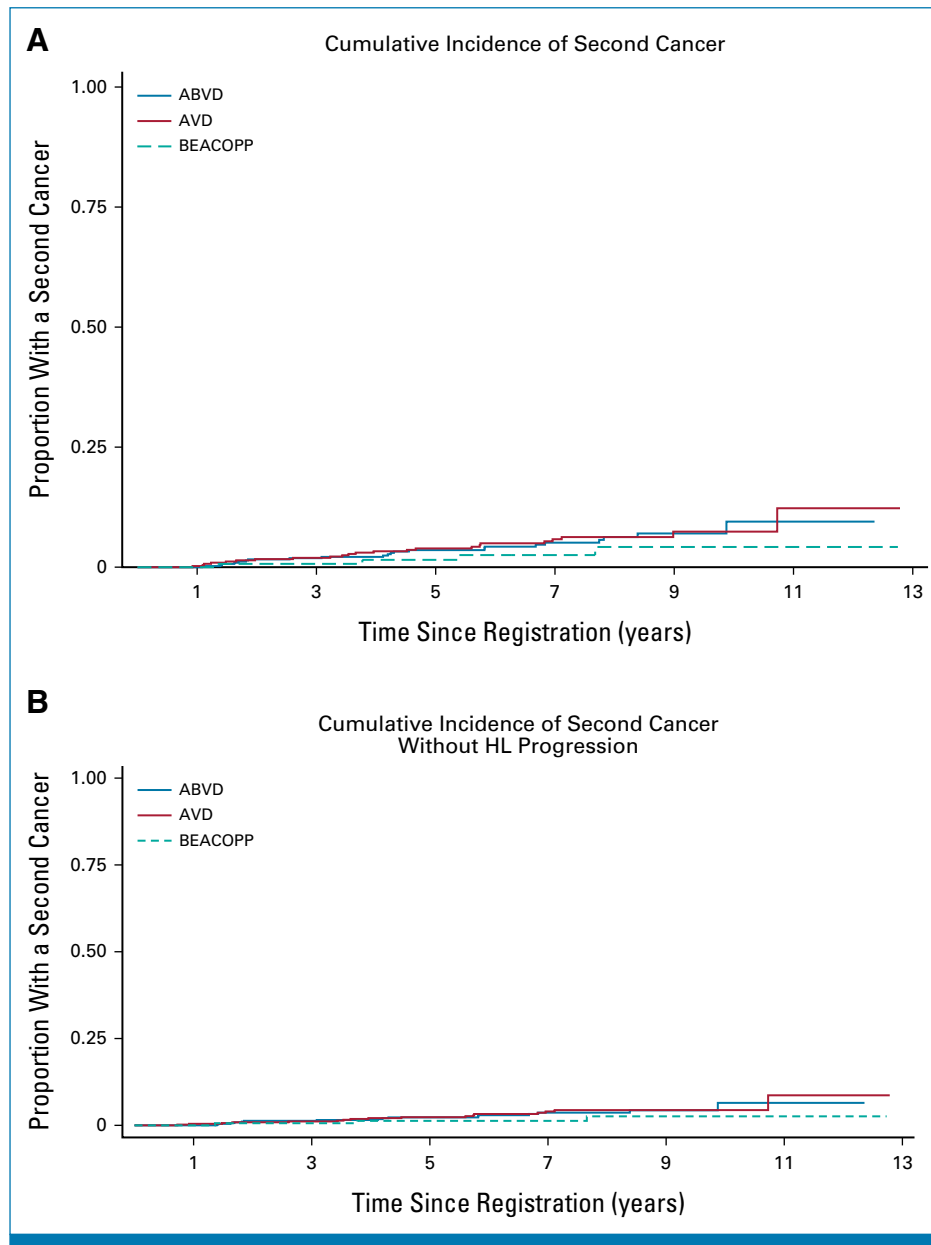 A
Cumulative Incidence of Second Cancer
1.00
0.75
0.50
0.25
0
Proportion With a Second Cancer
ABVD
AVD
BEACOPP
1 3 5 7 9 11 13
Time Since Registration (years)
B
Cumulative Incidence of Second Cancer
Without HL Progression
1.00
0.75
0.50
0.25
0
Proportion With a Second Cancer
ABVD
AVD
BEACOPP
1 3 5 7 9 11 13
Time Since Registration (years)